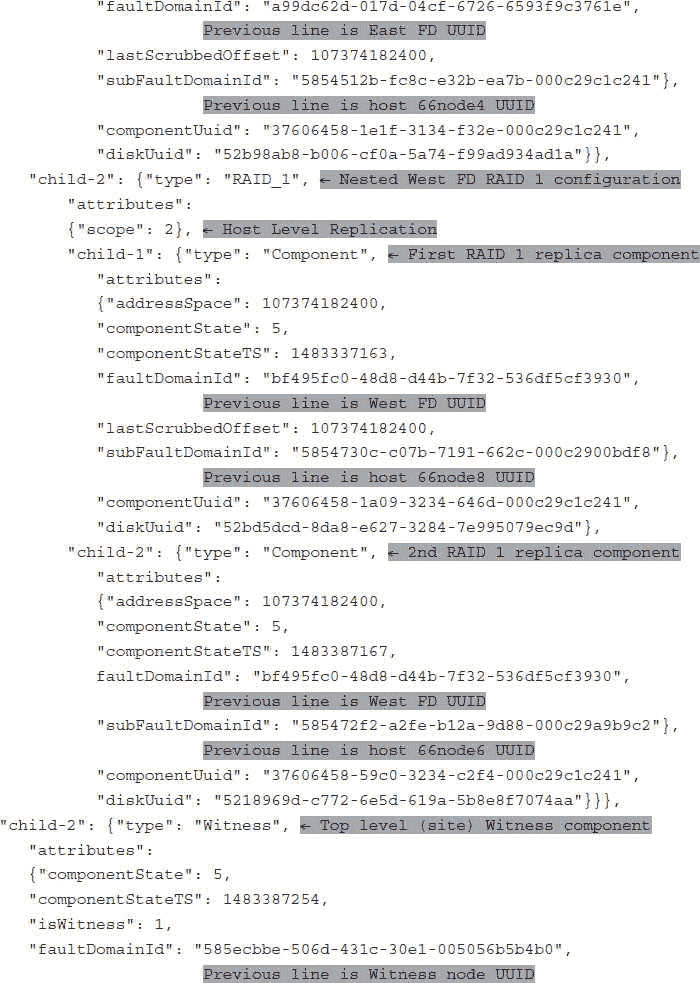 "faultDomainId": "a99dc62d-017d-04cf-6726-6593f9c3761e",
Previous line is East FD UUID
"lastScrubbedOffset": 107374182400,
"subFaultDomainId": "5854512b-fc8c-e32b-ea7b-000c29c1c241"},
Previous line is host 66node4 UUID
"componentUuid": "37606458-1e1f-3134-f32e-000c29c1c241",
"diskUuid": "52b98ab8-b006-cf0a-5a74-f99ad934ad1a"}},
"child-2": {"type": "RAID_1", ← Nested West FD RAID 1 configuration
"attributes":
{"scope": 2}, ← Host Level Replication
"child-1": {"type": "Component", ← First RAID 1 replica component
"attributes":
{"addressSpace": 107374182400,
"componentState": 5,
"componentStateTS": 1483337163,
"faultDomainId": "bf495fc0-48d8-d44b-7f32-536df5cf3930",
Previous line is West FD UUID
"lastScrubbedOffset": 107374182400,
"subFaultDomainId": "5854730c-c07b-7191-662c-000c2900bdf8"},
Previous line is host 66node8 UUID
"componentUuid": "37606458-1a09-3234-646d-000c29c1c241",
"diskUuid": "52bd5dcd-8da8-e627-3284-7e995079ec9d"},
"child-2": {"type": "Component", ← 2nd RAID 1 replica component
"attributes":
{"addressSpace": 107374182400,
"componentState": 5,
"componentStateTS": 1483387167,
faultDomainId": "bf495fc0-48d8-d44b-7f32-536df5cf3930",
Previous line is West FD UUID
"subFaultDomainId": "585472f2-a2fe-b12a-9d88-000c29a9b9c2"},
Previous line is host 66node6 UUID
"componentUuid": "37606458-59c0-3234-c2f4-000c29c1c241",
"diskUuid": "5218969d-c772-6e5d-619a-5b8e8f7074aa"}}},
"child-2": {"type": "Witness", ← Top level (site) Witness component
"attributes":
{"componentState": 5,
"componentStateTS": 1483387254,
"isWitness": 1,
"faultDomainId": "585ecbbe-506d-431c-30e1-005056b5b4b0",
Previous line is Witness node UUID